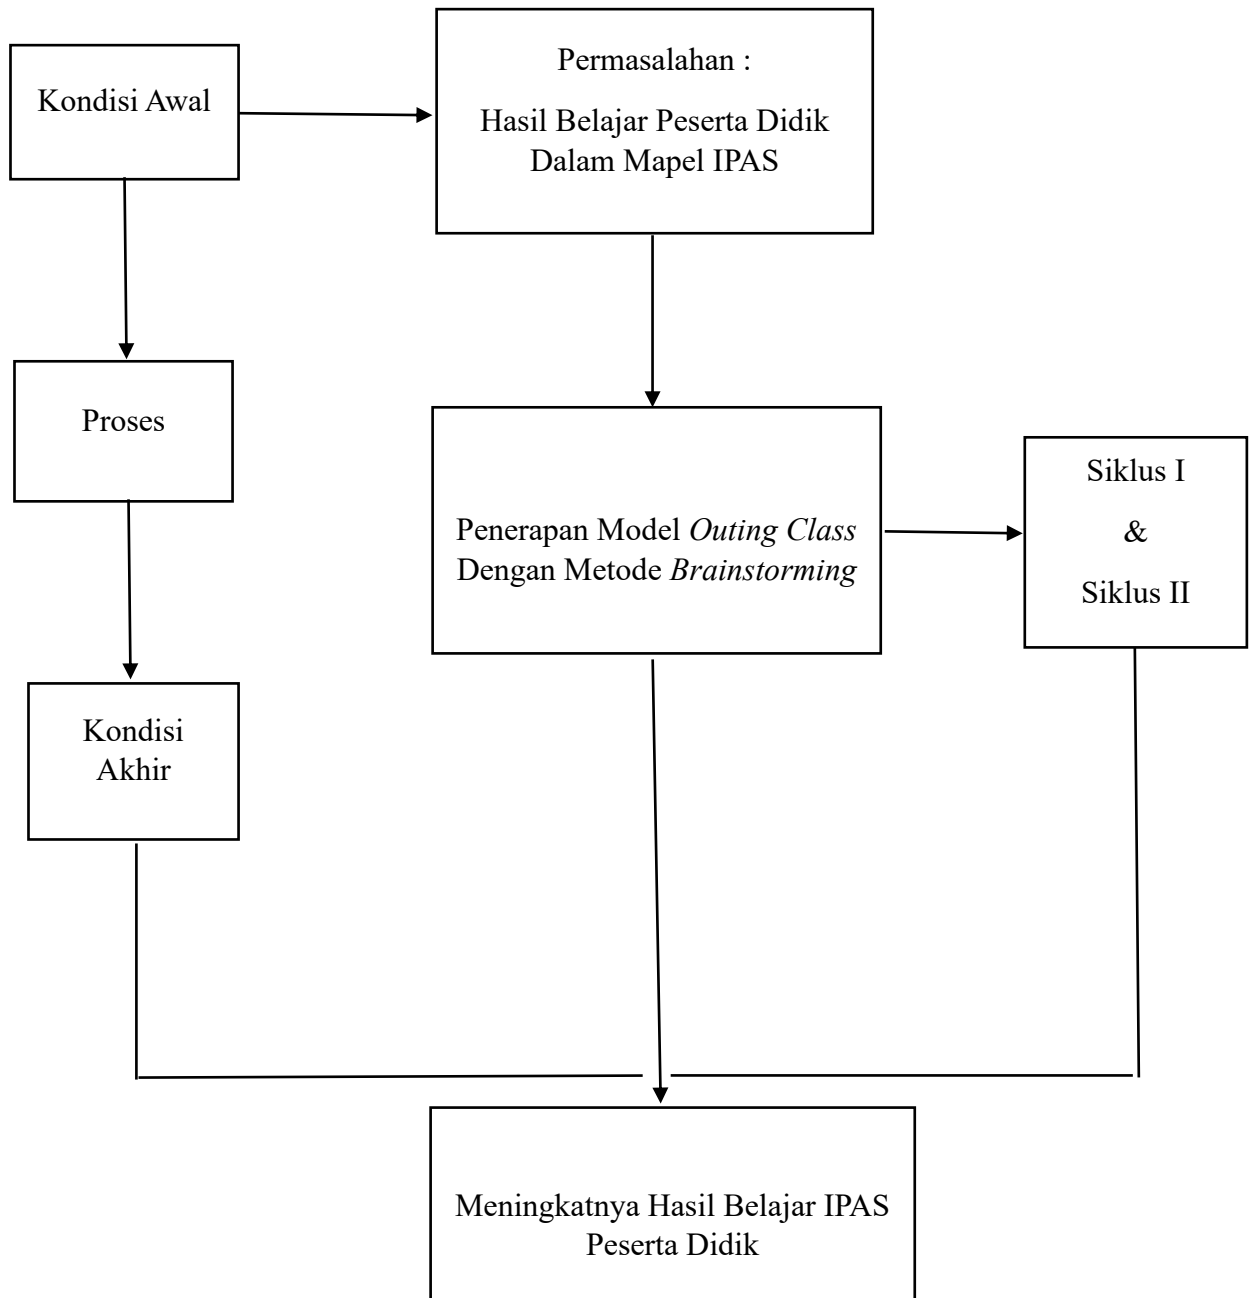 Kondisi Awal
Permasalahan :
Hasil Belajar Peserta Didik
Dalam Mapel IPAS
Proses
Penerapan Model Outing Class
Dengan Metode Brainstorming
Siklus I
&
Siklus II
Kondisi
Akhir
Meningkatnya Hasil Belajar IPAS
Peserta Didik